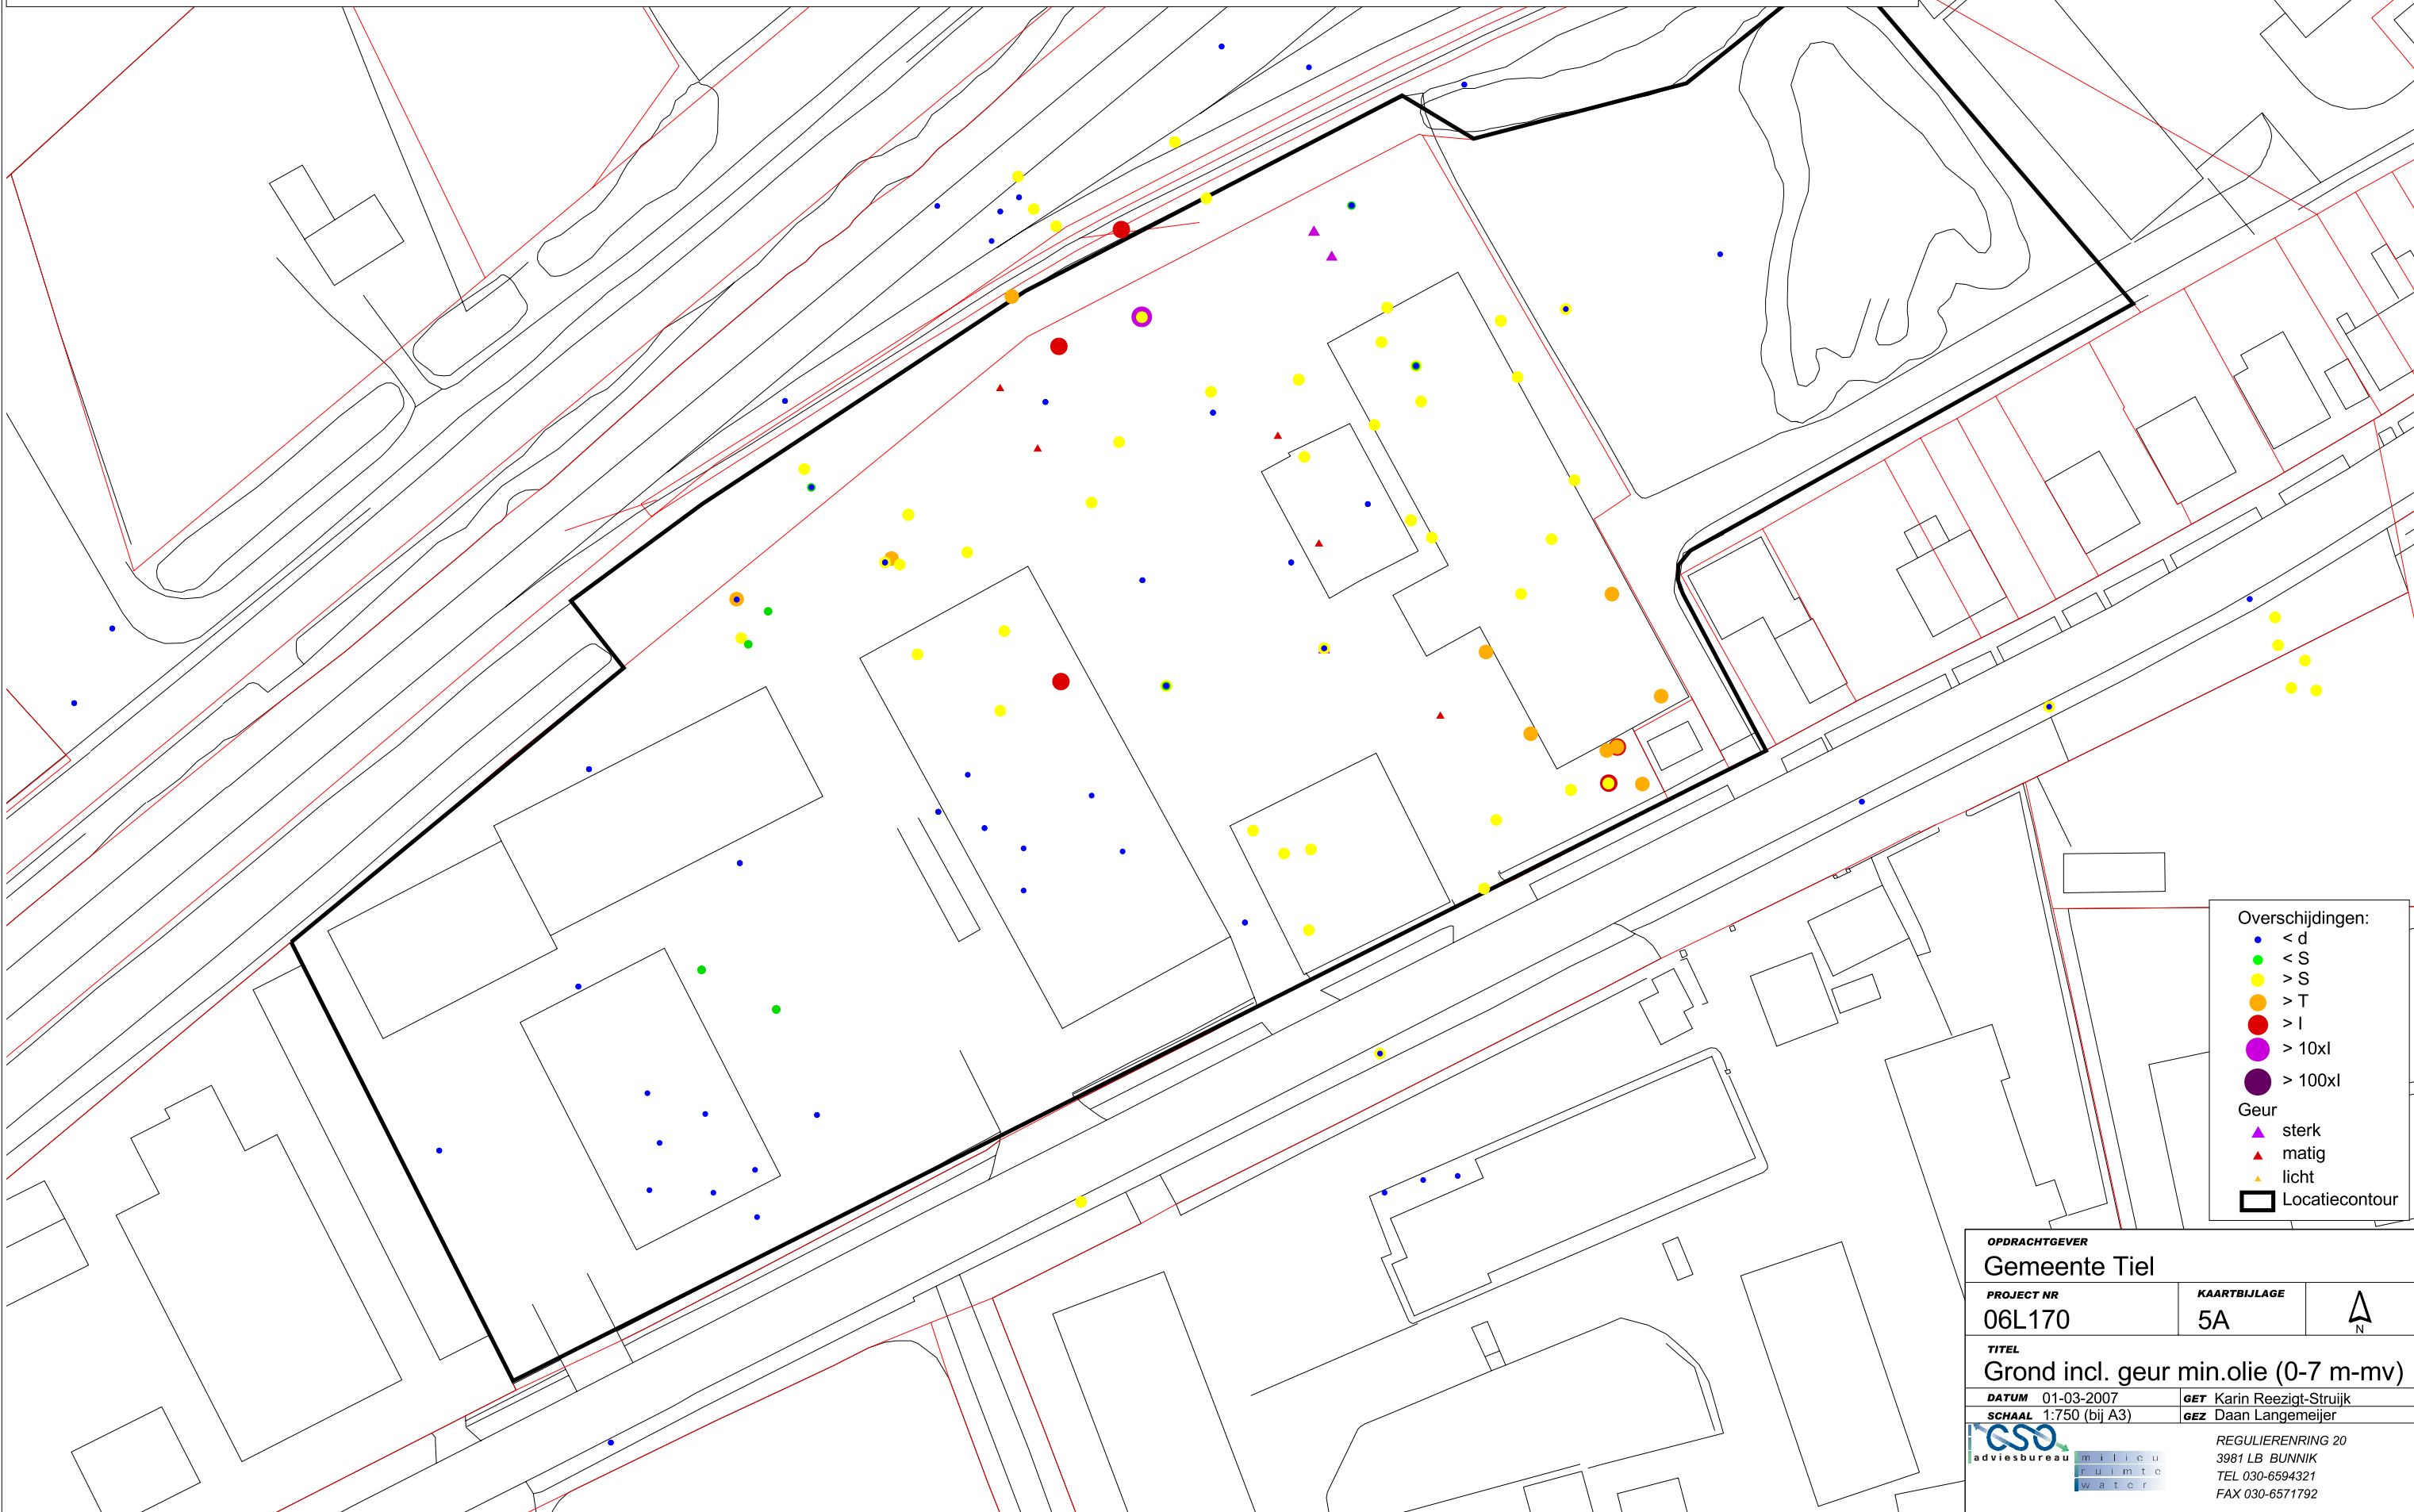 Overschijdingen:
< d
< S
> S
> T
> I
> 10xI
> 100xI
Geur
sterk
matig
licht
Locatiecontour
OPDRACHTGEVER
Gemeente Tiel
PROJECT NR
06L170
KAARTBIJLAGE
5A
N
TITEL
Grond incl. geur min.olie (0-7 m-mv)
DATUM 01-03-2007
GET Karin Reezigt-Struijk
SCHAAL 1:750 (bij A3)
GEZ Daan Langemeijer
CSO
adviesbureau
milieu
ruimte
water
REGULIERENRING 20
3981 LB BUNNIK
TEL 030-6594321
FAX 030-6571792